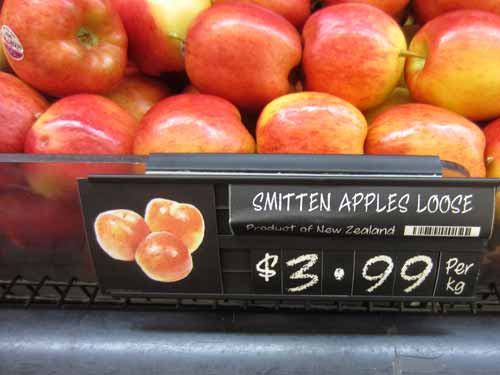 SMITTEN APPLES LOOSE
Product of New Zealand
$3.99 Per kg